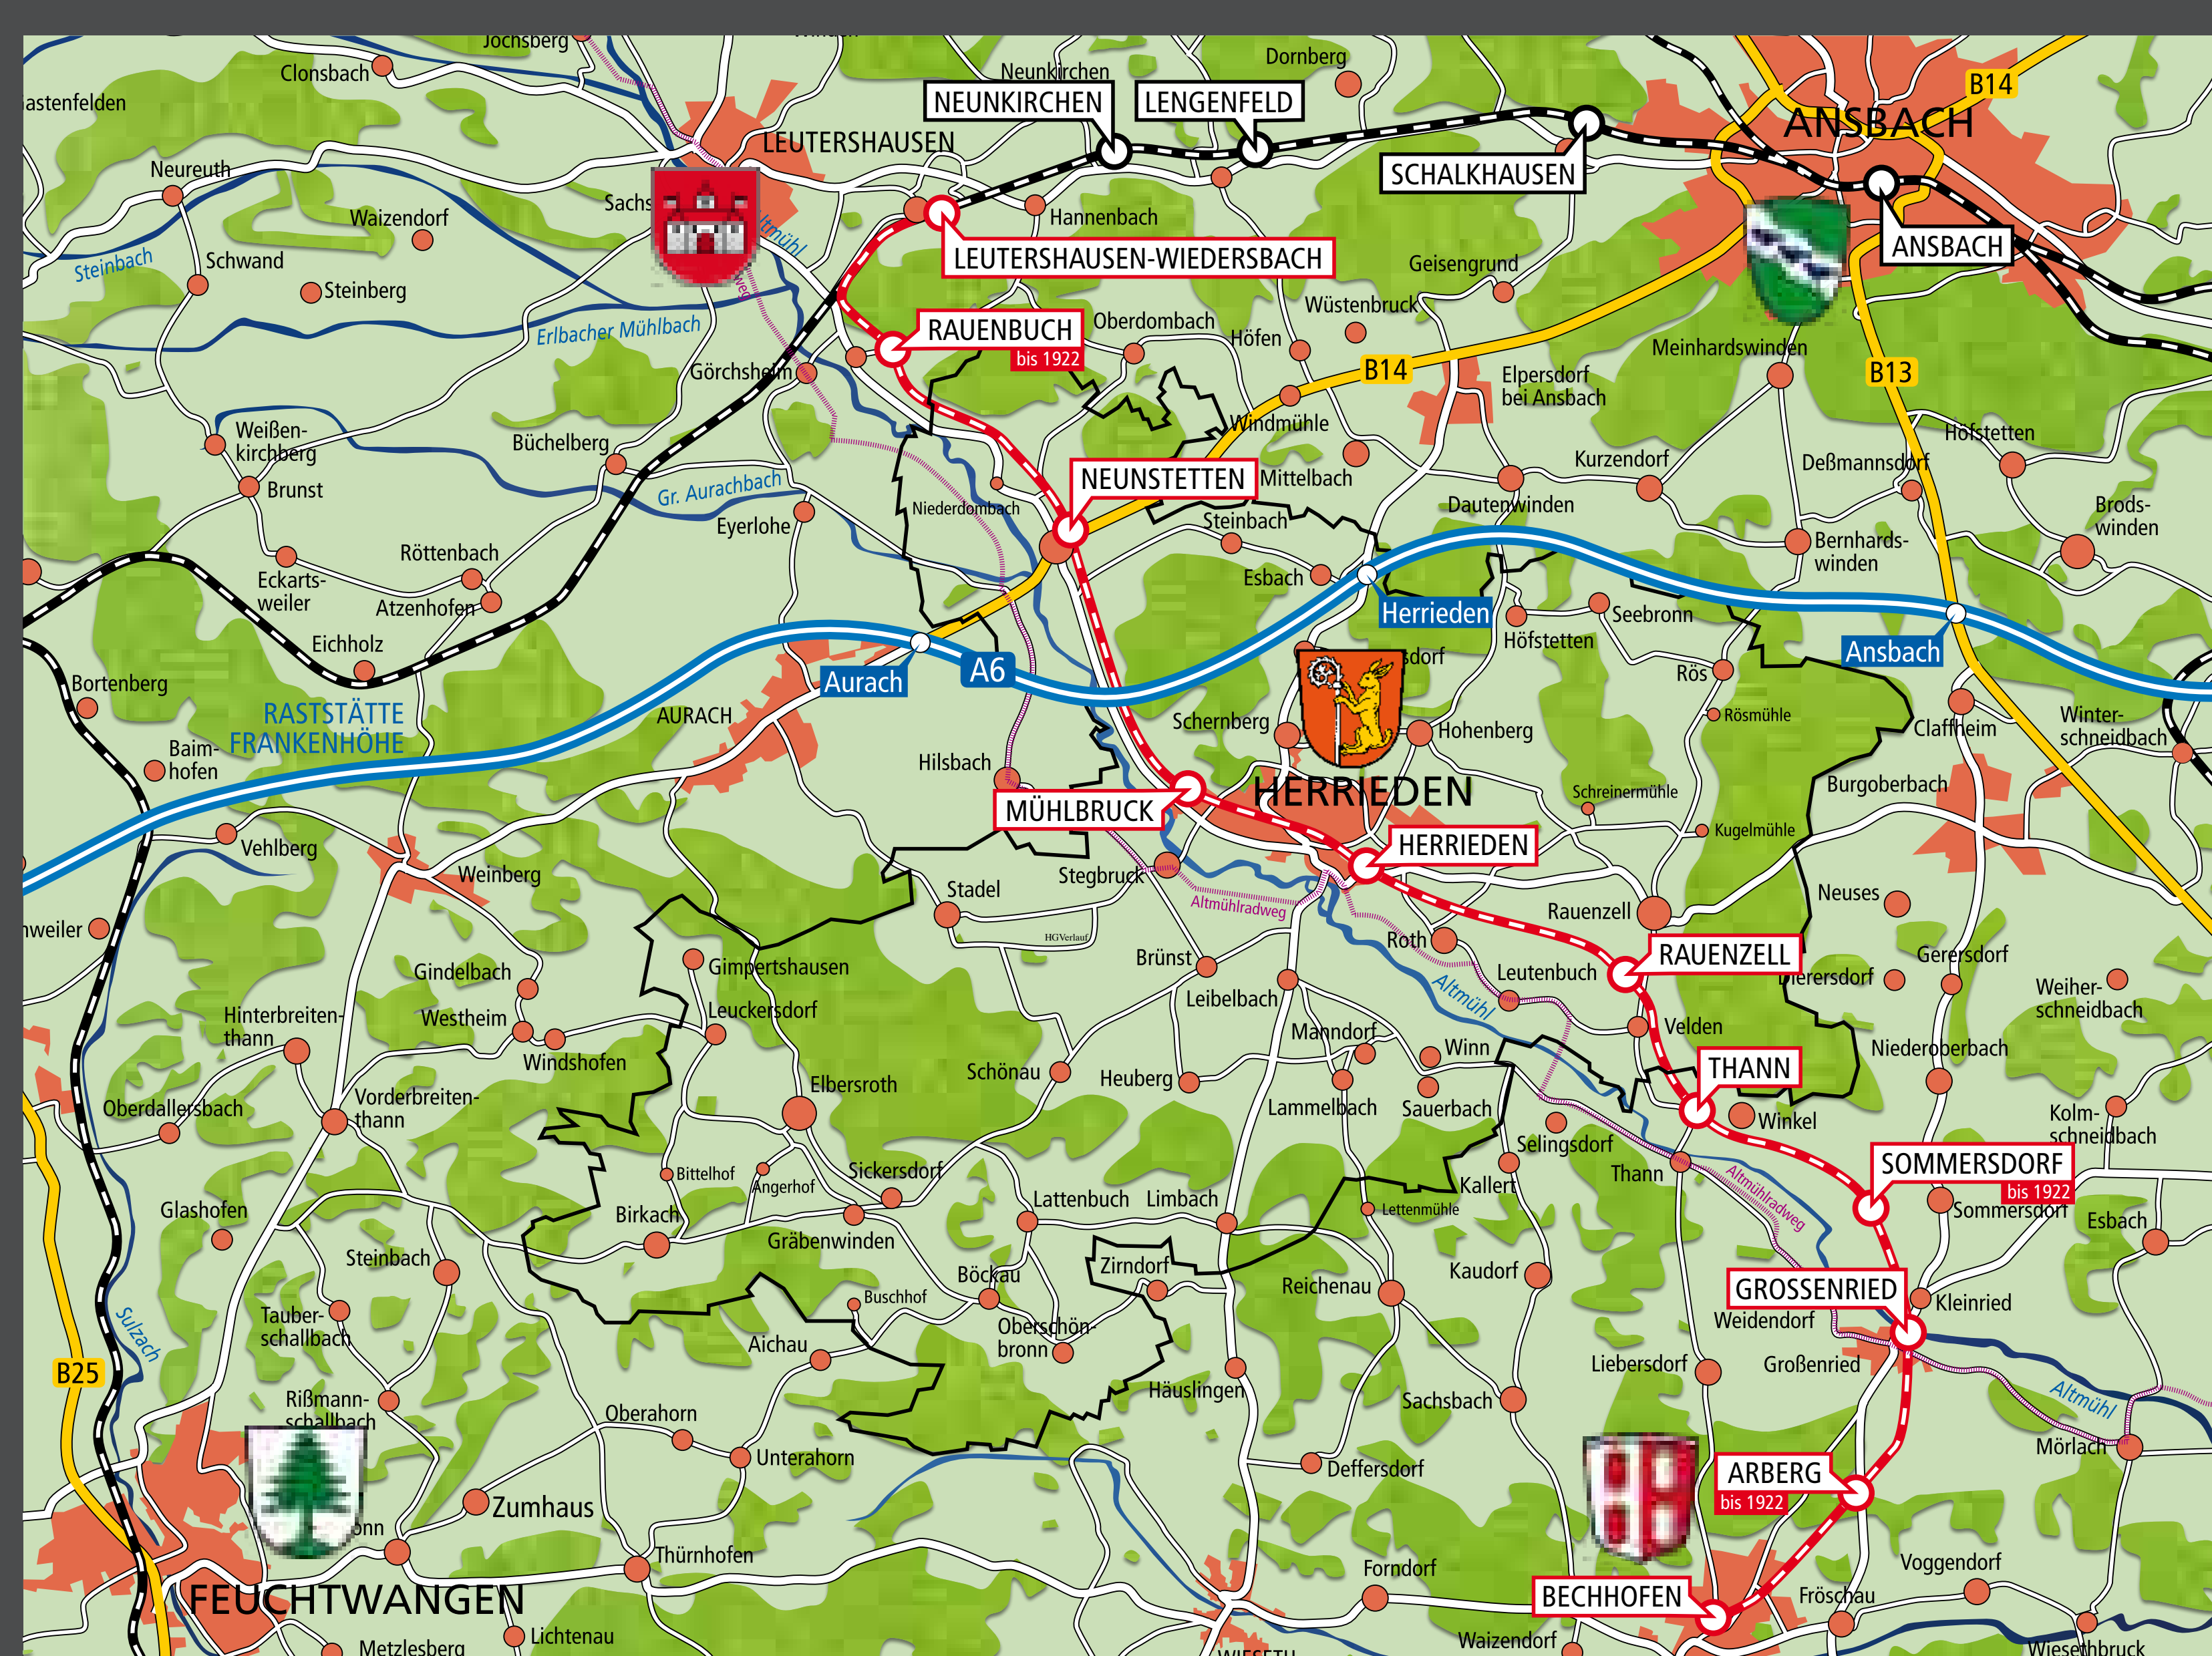 Jochsberg
Clonsbach
Neunkirchen
Dornberg
B14
NEUNKIRCHEN
LENGENFELD
ANSBACH
LEUTERSHAUSEN
SCHALKHAUSEN
Neureuth
Waizendorf
Hannenbach
ANSBACH
Steinbach
Schwand
Steinberg
LEUTERSHAUSEN-WIEDERSBACH
Geisengrund
Wüstenbruck
Erlbacher Mühlbach
RAUENBUCH
bis 1922
Oberdombach
Höfen
Meinhardswinden
Görchsheim
B14
B13
Elpersdorf
bei Ansbach
Windmühle
Weißen-
kirchberg
Büchelberg
Höfstetten
Brunst
Gr. Aurachbach
NEUNSTETTEN
Mittelbach
Kurzendorf
Deßmannsdorf
Niederdombach
Dautenwinden
Eyerlohe
Steinbach
Brods-
winden
Röttenbach
Bernhards-
winden
Eckarts-
weiler
Atzenhofen
Esbach
Herrieden
Höfstetten
Seebronn
Eichholz
Aurach
A6
Ansbach
Bortenberg
Rös
RASTSTÄTTE
FRANKENHÖHE
AURACH
Schernberg
Hohenberg
Rösmühle
Claffheim
Winter-
schneidbach
Baim-
hofen
Hilsbach
HERRIEDEN
Schreinermühle
Burgoberbach
MÜHLBRUCK
Kugelmühle
Vehlberg
HERRIEDEN
Weinberg
Stegbruck
Stadel
Altmühlradweg
Rauenzell
Neuses
HGVerlauf
Roth
RAUENZELL
Gerersdorf
Gimpertshausen
Brünst
Gindelbach
Leutenbuch
Leibelbach
Altmühl
Weiher-
schneidbach
Hinterbreiten-
thann
Westheim
Leuckersdorf
Manndorf
Velden
Windshofen
Winn
Niederoberbach
Schönau
Heuberg
THANN
Elbersroth
Oberdallersbach
Vorderbreiten-
thann
Lammelbach
Sauerbach
Winkel
Kolm-
schneidbach
Selingsdorf
Bittelhof
Angerhof
Sickersdorf
Thann
Altmühlradweg
SOMMERSDORF
bis 1922
Kallert
Lattenbuch
Limbach
Lettenmühle
Sommersdorf
Glashofen
Birkach
Gräbenwinden
Esbach
Steinbach
Böckau
Zirndorf
Reichenau
Kaudorf
GROSSENRIED
Buschhof
Kleinried
Tauber-
schallbach
Sulzach
Oberschön-
bronn
Weidendorf
Aichau
B25
Liebersdorf
Großenried
Häuslingen
Altmühl
Rißmann-
schallbach
Sachsbach
Oberahorn
Mörlach
Unterahorn
Deffersdorf
ARBERG
bis 1922
Zumhaus
Thürnhofen
Forndorf
Voggendorf
FEUCHTWANGEN
BECHHOFEN
Fröschau
Lichtenau
Metzlesberg
Waizendorf
Wiesethbruck